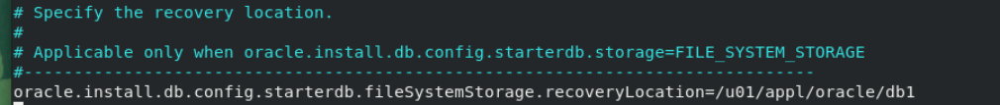 # Specify the recovery location.
#
# Applicable only when oracle.install.db.config.starterdb.storage=FILE_SYSTEM_STORAGE
#-------------------------------------------------------------------------------
oracle.install.db.config.starterdb.fileSystemStorage.recoveryLocation=/u01/appl/oracle/db1